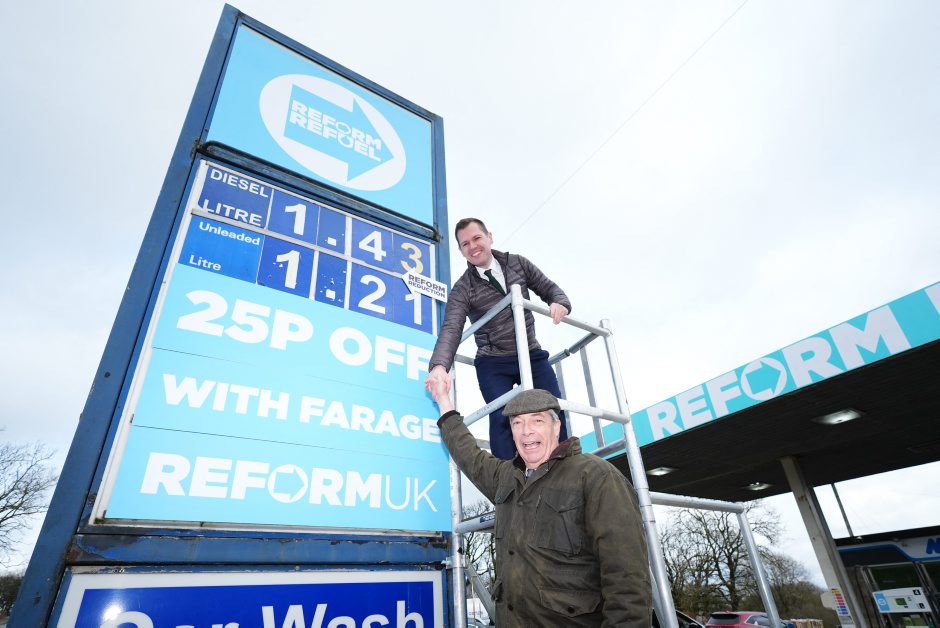 REFORM
REFUEL
DIESEL
LITRE
1.43
Unleaded
Litre
1.21
REFORM
REDUCTION
25P OFF
WITH FARAGE
REFORMUK
Car Wash
REFORM